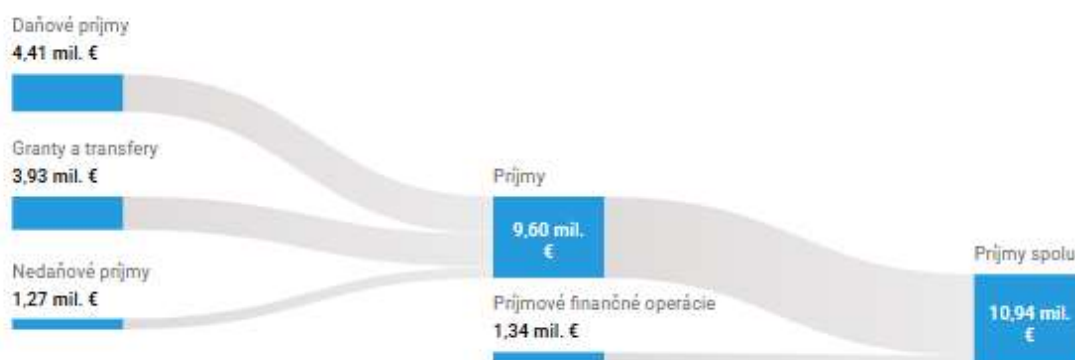 Daňové príjmy
4,41 mil. €
Granty a transfery
3,93 mil. €
Nedaňové príjmy
1,27 mil. €
Príjmy
9,60 mil.
€
Príjmové finančné operácie
1,34 mil. €
Príjmy spolu
10,94 mil.
€